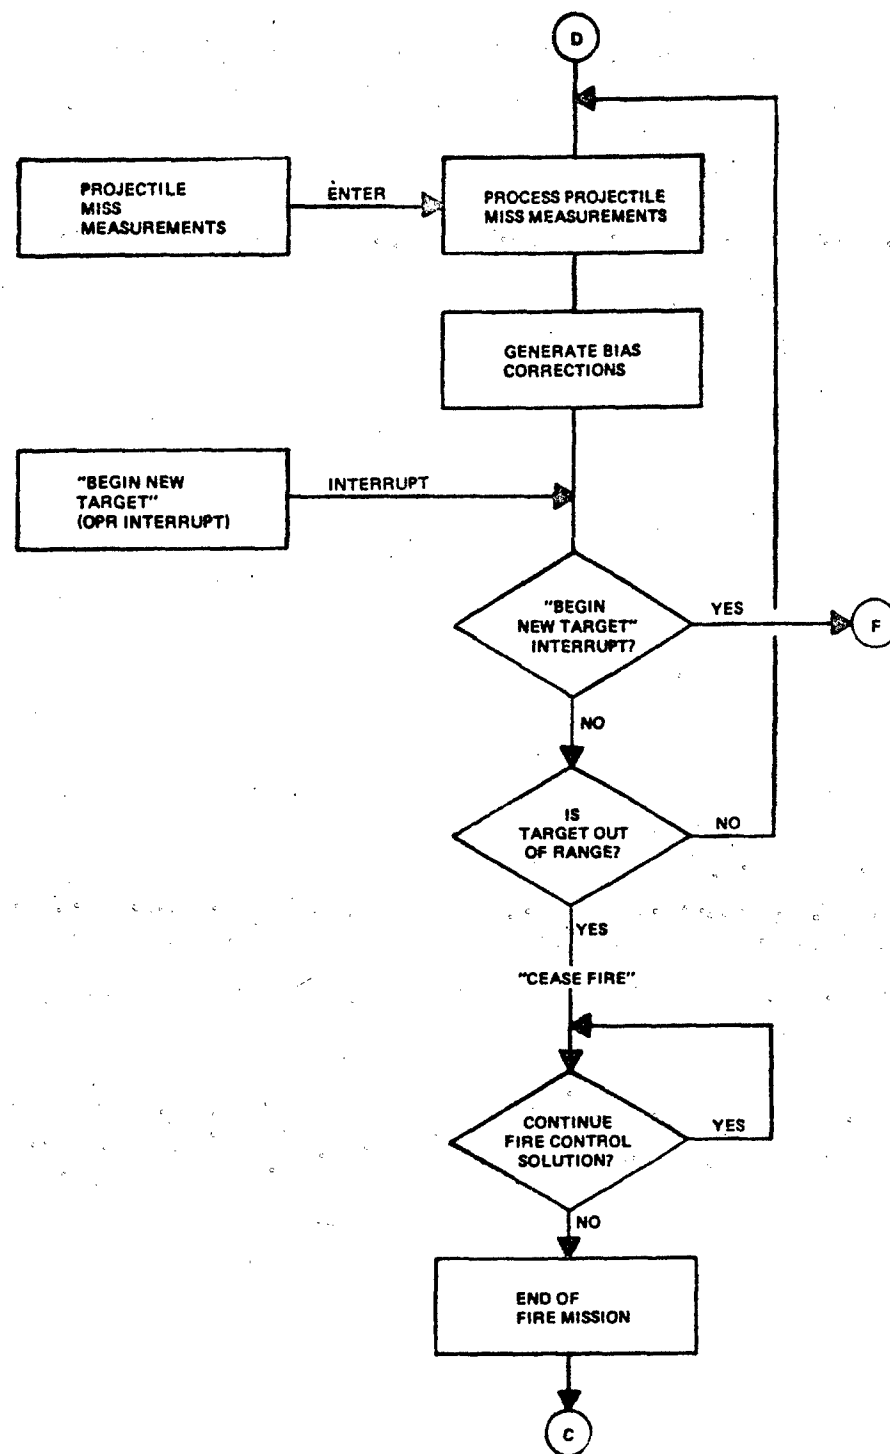 D
PROJECTILE
MISS
MEASUREMENTS
ENTER
PROCESS PROJECTILE
MISS MEASUREMENTS
GENERATE BIAS
CORRECTIONS
"BEGIN NEW
TARGET"
(OPR INTERRUPT)
INTERRUPT
"BEGIN
NEW TARGET"
INTERRUPT?
YES
F
NO
IS
TARGET OUT
OF RANGE?
NO
YES
"CEASE FIRE"
CONTINUE
FIRE CONTROL
SOLUTION?
YES
NO
END OF
FIRE MISSION
C